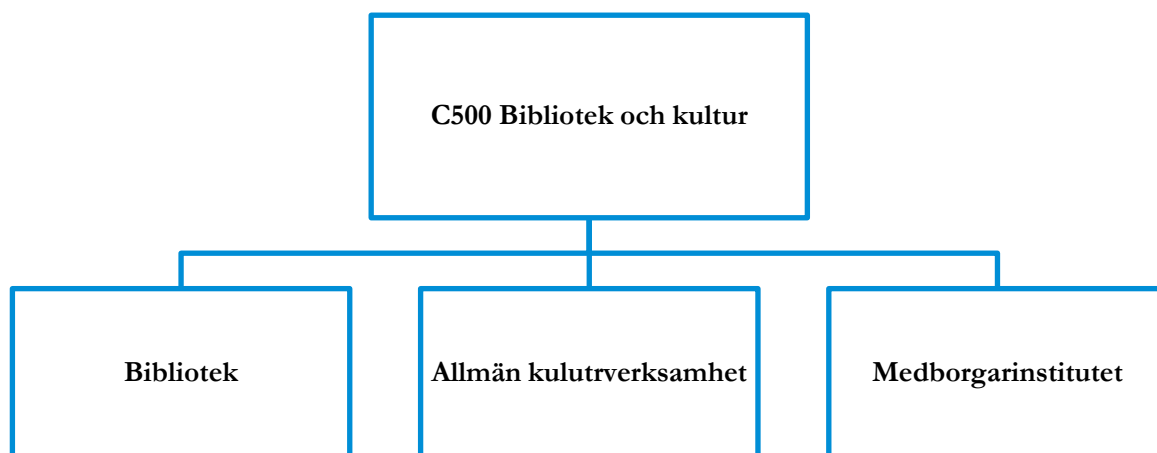 C500 Bibliotek och kultur
Bibliotek
Allmän kulutrverksamhet
Medborgarinstitutet